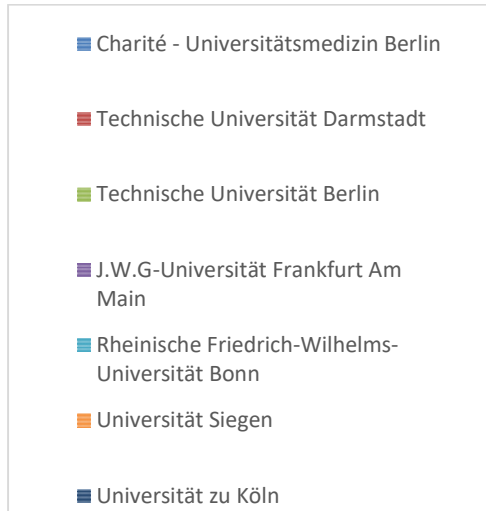 Charité - Universitätsmedizin Berlin
Technische Universität Darmstadt
Technische Universität Berlin
J.W.G-Universität Frankfurt Am
Main
Rheinische Friedrich-Wilhelms-
Universität Bonn
Universität Siegen
Universität zu Köln